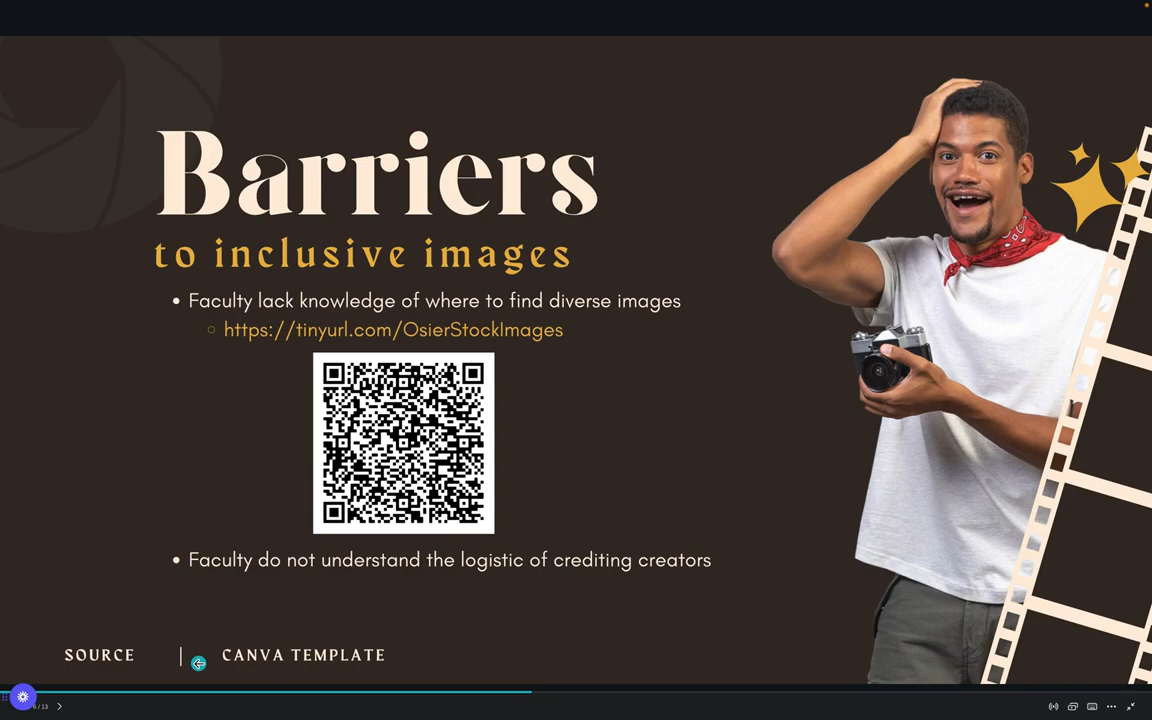 Barriers
to inclusive images
• Faculty lack knowledge of where to find diverse images
○ https://tinyurl.com/OsierStockImages
• Faculty do not understand the logistic of crediting creators
SOURCE | CANVA TEMPLATE
/ 13